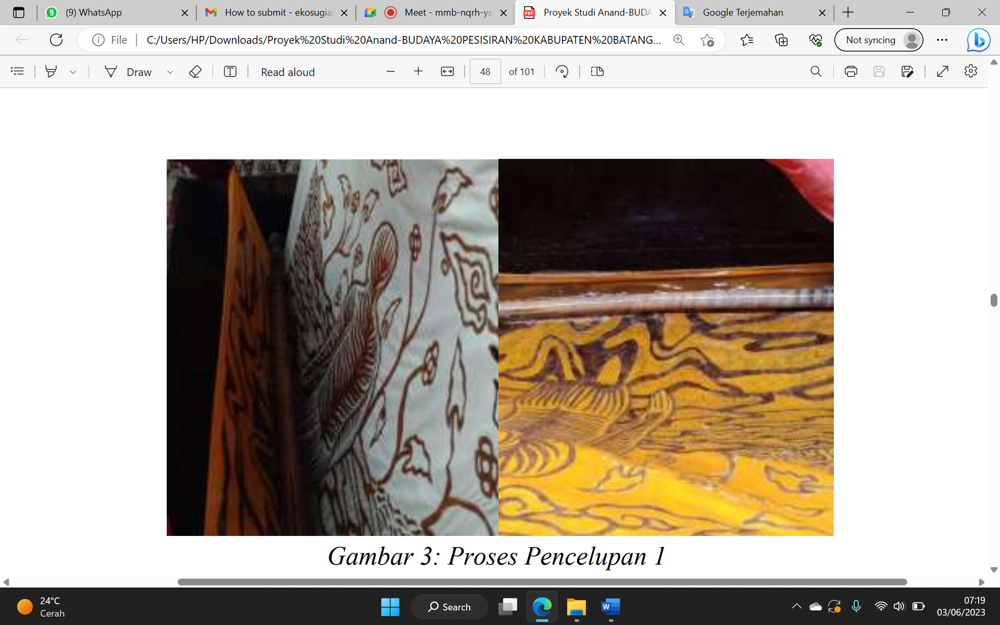 (9) WhatsApp
How to submit - ekosugia
Meet - mmb-nqrh-ys
Proyek Studi Anand-BUDA
Google Terjemahan
File
C:/Users/HP/Downloads/Proyek%20Studi%20Anand-BUDAYA%20PESISIRAN%20KABUPATEN%20BATANG...
Not syncing
Draw
Read aloud
48
of 101
Gambar 3: Proses Pencelupan 1
24°C
Cerah
Search
07:19
03/06/2023